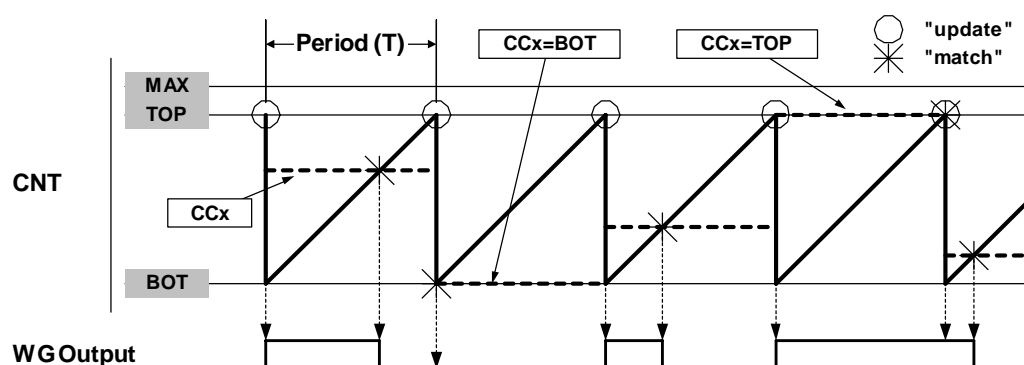 Period (T)
CCx=BOT
CCx=TOP
"update"
"match"
MAX
TOP
CNT
CCx
BOT
WG Output